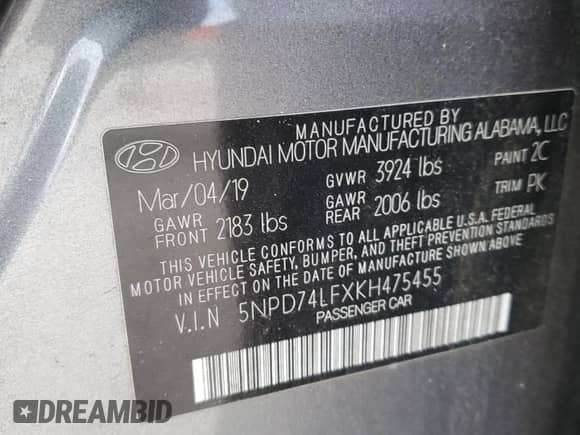 MANUFACTURED BY
HYUNDAI MOTOR MANUFACTURING ALABAMA, LLC
Mar/04/19 GVWR 3924 lbs PAINT 2C
GAWR FRONT 2183 lbs GAWR REAR 2006 lbs TRIM PK
THIS VEHICLE CONFORMS TO ALL APPLICABLE U.S.A. FEDERAL
MOTOR VEHICLE SAFETY, BUMPER, AND THEFT PREVENTION STANDARDS
IN EFFECT ON THE DATE OF MANUFACTURE SHOWN ABOVE
V.I.N 5NPD74LFXKH475455
PASSENGER CAR
DREAMBID